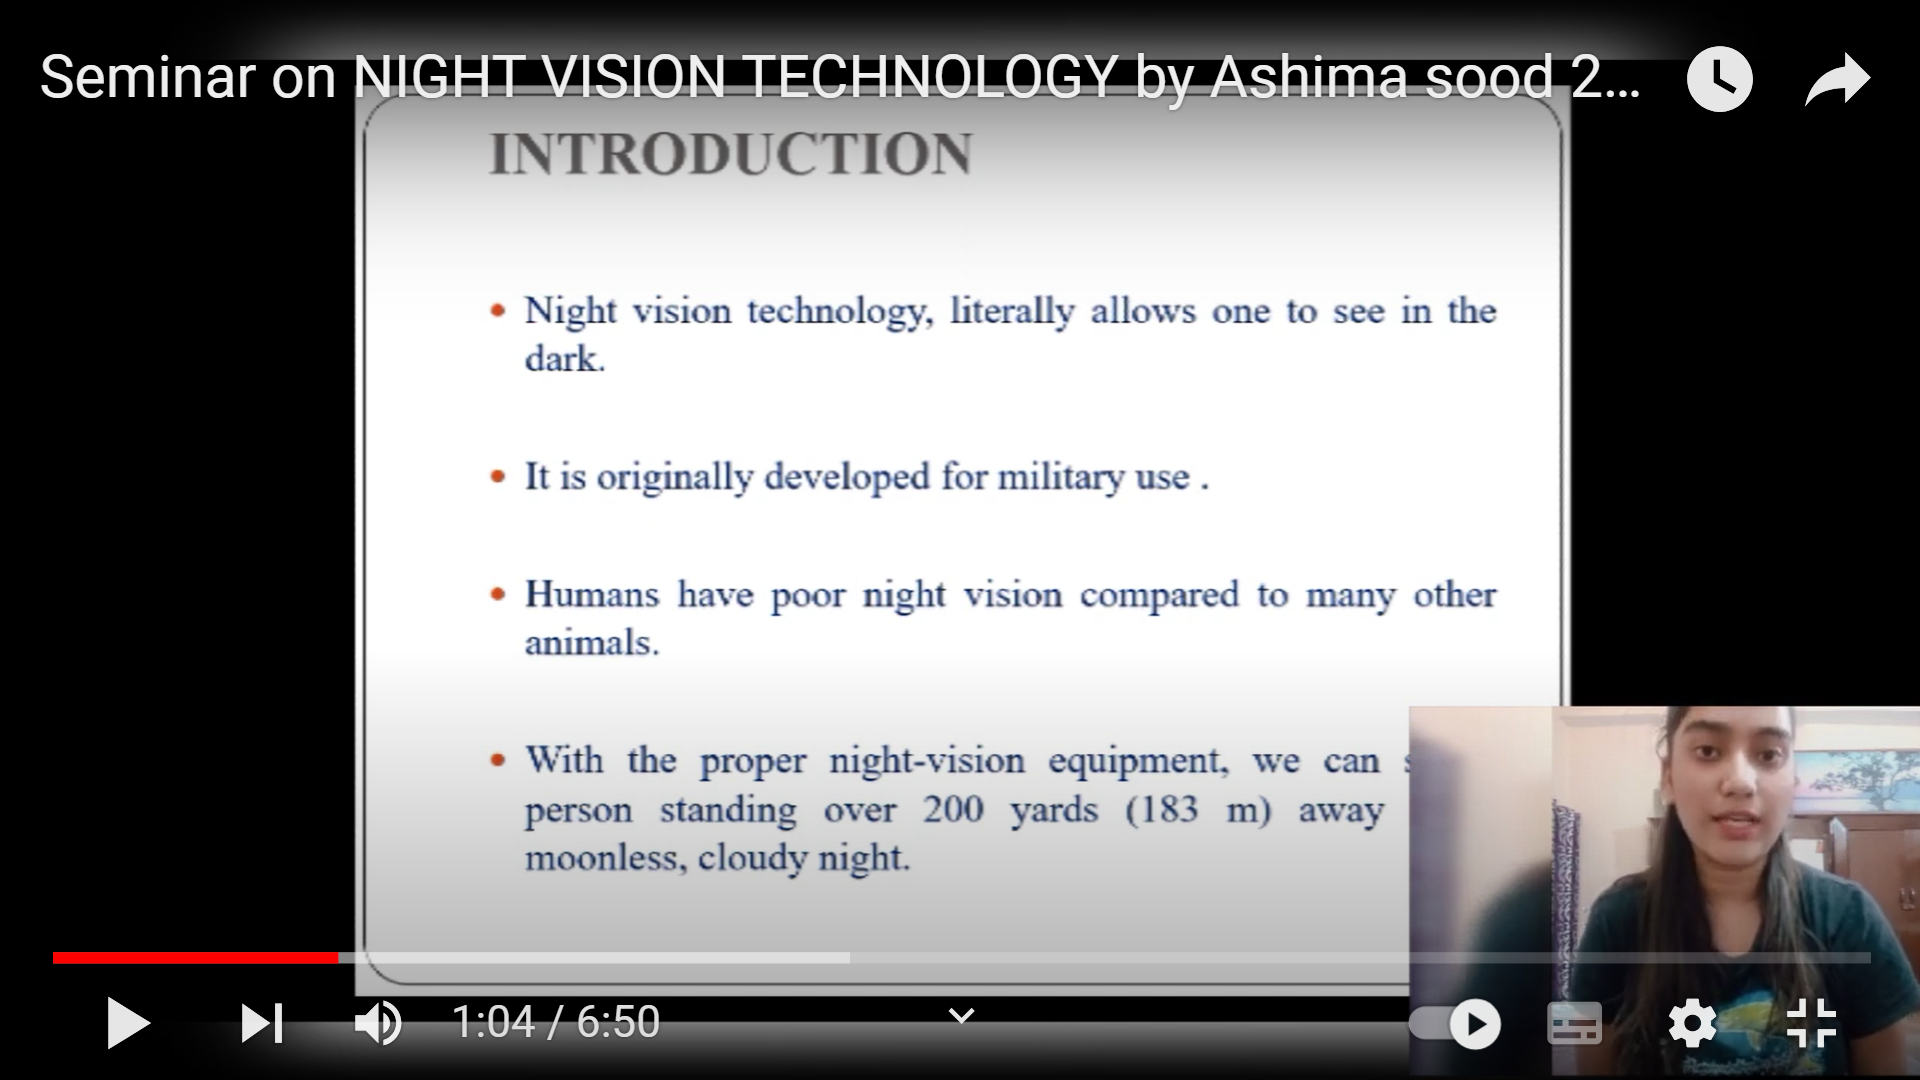 Seminar on NIGHT VISION TECHNOLOGY by Ashima sood 2...
INTRODUCTION
• Night vision technology, literally allows one to see in the
dark.
• It is originally developed for military use .
• Humans have poor night vision compared to many other
animals.
• With the proper night-vision equipment, we can
person standing over 200 yards (183 m) away
moonless, cloudy night.
1:04 / 6:50